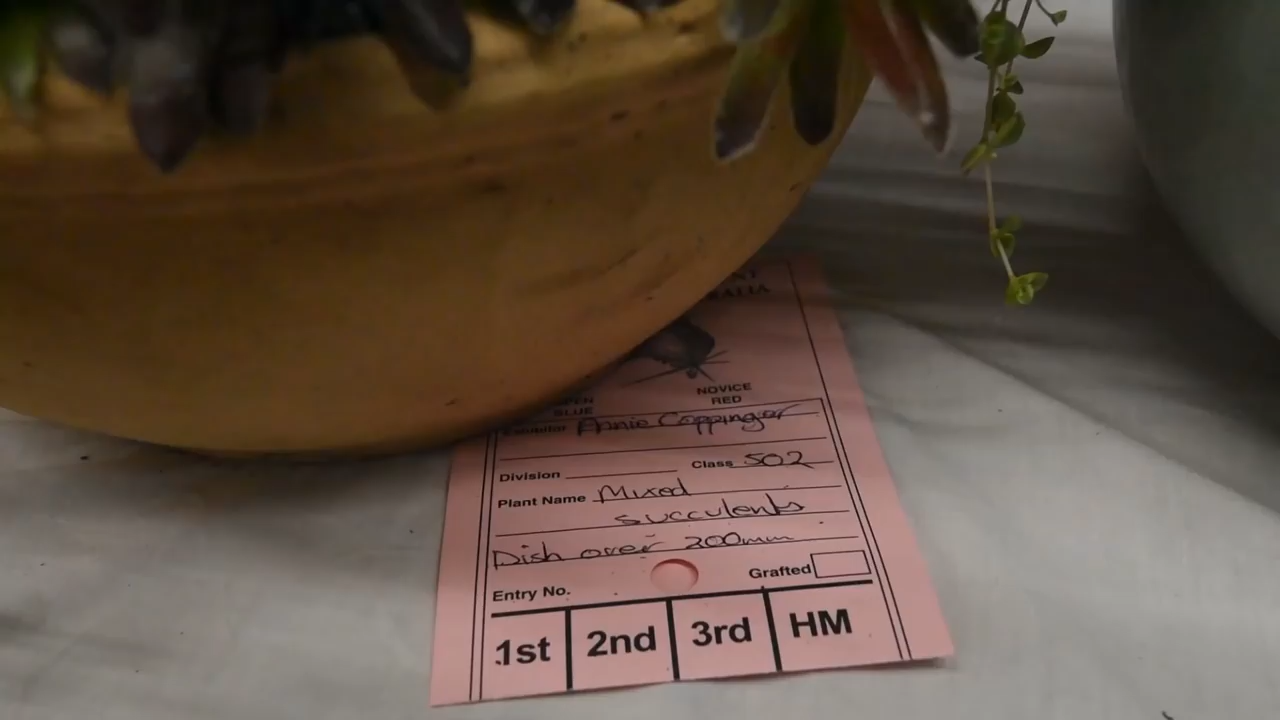 NOVICE
BLUE RED
Annie Coppinger
Division Class 502
Plant Name Mixed
succulents
Dish over 200mm
Grafted
Entry No.
1st 2nd 3rd HM